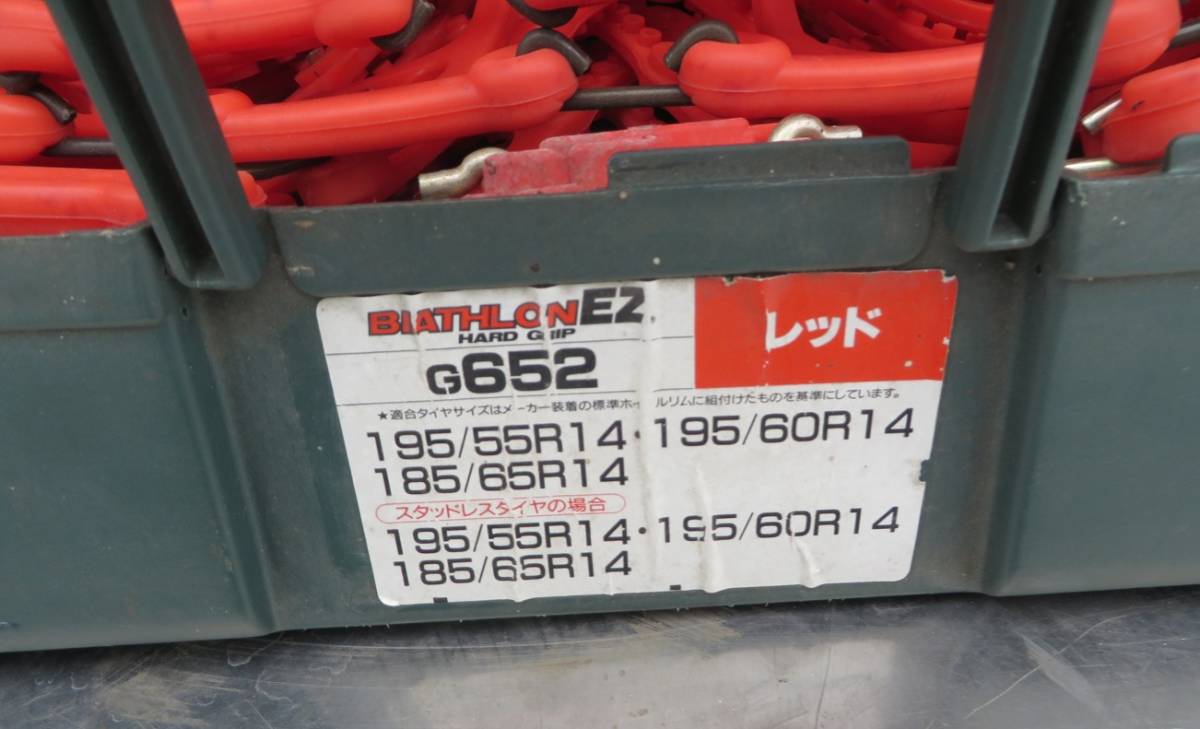 BIATHLON EZ
HARD GRIP
レッド
G652
★適合タイヤサイズはメーカー装着の標準ホイルリムに組付けたものを基準にしています。
195/55R14・195/60R14
185/65R14
スタッドレスタイヤの場合
195/55R14・195/60R14
185/65R14